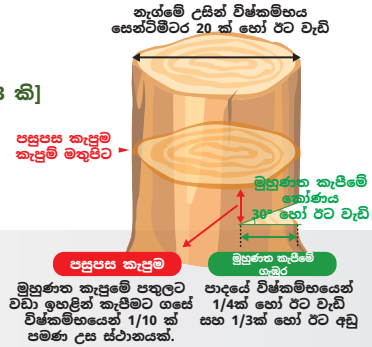 නැග්මේ උසින් විෂ්කම්භය
සෙන්ටිමීටර 20 ක් හෝ ඊට වැඩි
3 කි]
පසුපස කැපුම
කැපුම් මතුපිට
මුහුණත කැපීමේ
කෝණය
30° හෝ ඊට වැඩි
පසුපස කැපුම
මුහුණත කැපුමේ පතුලට
වඩා ඉහළින් කැපීමට ගසේ
විෂ්කම්භයෙන් 1/10 ක්
පමණ උස ස්ථානයක්.
මුහුණත කැපීමේ
ගැඹුර
පාදයේ විෂ්කම්භයෙන්
1/4ක් හෝ ඊට වැඩි
සහ 1/3ක් හෝ ඊට අඩු